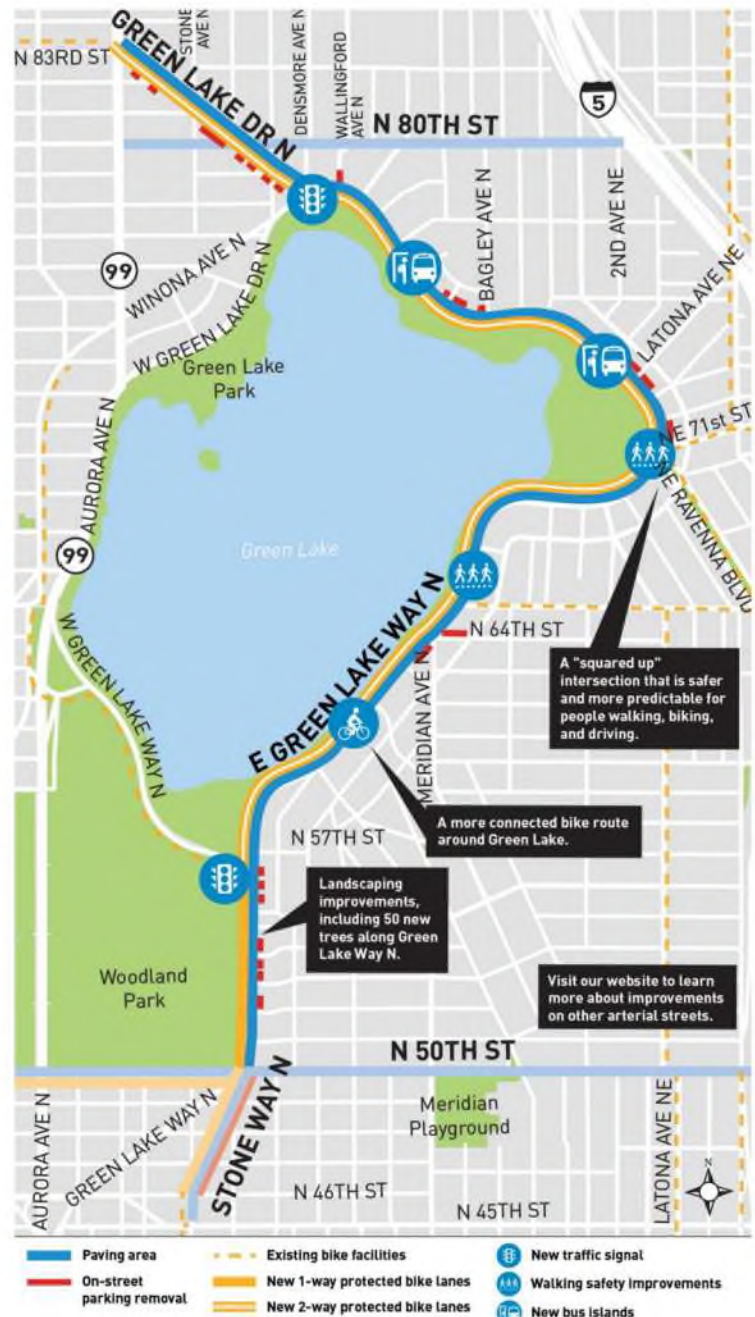 GREEN LAKE DR N
STONE
AVE N
N 83RD ST
DENSMORE AVE N
WALLINGFORD
AVE N
5
N 80TH ST
2ND AVE NE
BAGLEY AVE N
LATONA AVE NE
99
WINONA AVE N
W GREEN LAKE DR N
Green Lake
Park
AURORA AVE N
NE 71st ST
NE RAVENNA BLVD
99
Green Lake
W GREEN LAKE WAY N
E GREEN LAKE WAY N
N 64TH ST
MERIDIAN AVE N
A "squared up"
intersection that is safer
and more predictable for
people walking, biking,
and driving.
A more connected bike route
around Green Lake.
N 57TH ST
Landscaping
improvements,
including 50 new
trees along Green
Lake Way N.
Woodland
Park
Visit our website to learn
more about improvements
on other arterial streets.
N 50TH ST
AURORA AVE N
GREEN LAKE WAY N
STONE WAY N
Meridian
Playground
LATONA AVE NE
N
N 46TH ST
N 45TH ST
Paving area
On-street
parking removal
Existing bike facilities
New 1-way protected bike lanes
New 2-way protected bike lanes
New traffic signal
Walking safety improvements
New bus islands